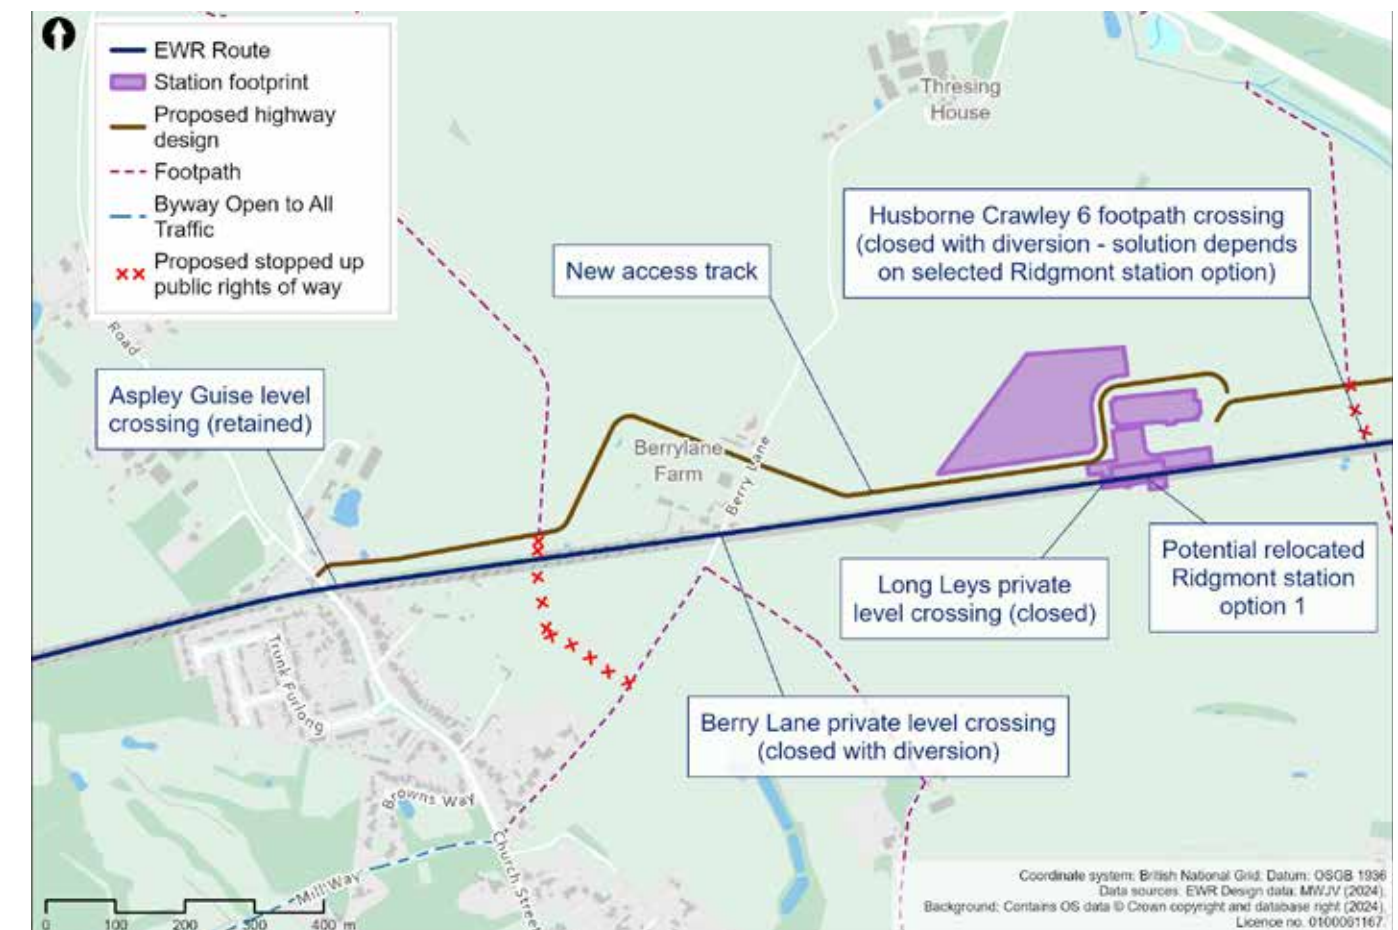 EWR Route
Station footprint
Proposed highway
design
Footpath
Byway Open to All
Traffic
Proposed stopped up
public rights of way
Thresing
House
Husborne Crawley 6 footpath crossing
(closed with diversion - solution depends
on selected Ridgmont station option)
New access track
Road
Aspley Guise level
crossing (retained)
Berrylane
Farm
Berry Lane
Long Leys private
level crossing (closed)
Potential relocated
Ridgmont station
option 1
Trunk Furlong
Berry Lane private level crossing
(closed with diversion)
Browns Way
Church Street
Mill Way
0 100 200 300 400 m
Coordinate system: British National Grid: Datum: OSGB 1936
Data sources: EWR Design data: MWJV (2024).
Background: Contains OS data © Crown copyright and database right (2024).
Licence no. 0100061167.